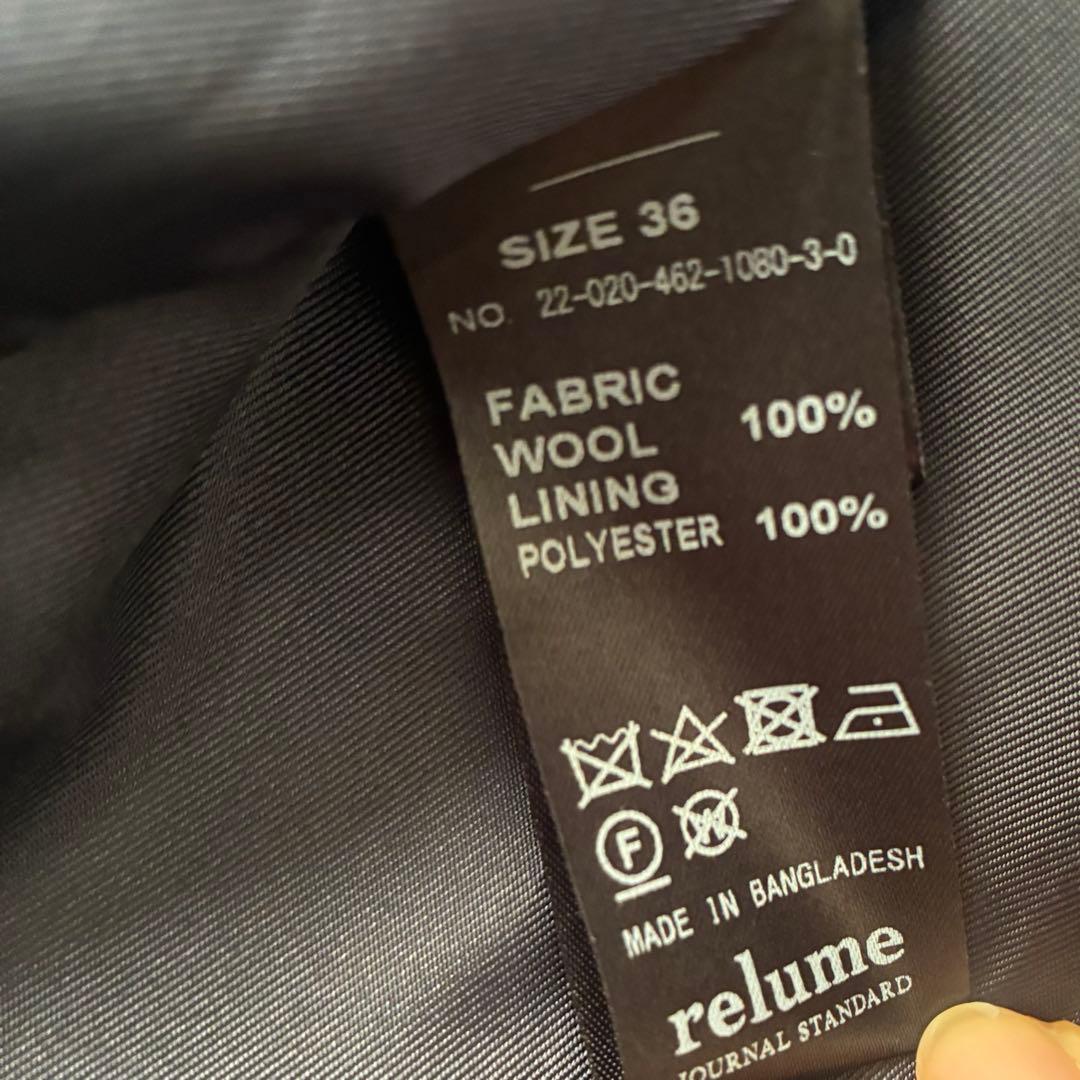 SIZE 36
NO. 22-020-462-1080-3-0
FABRIC
WOOL 100%
LINING
POLYESTER 100%
F W
MADE IN BANGLADESH
relume
JOURNAL STANDARD